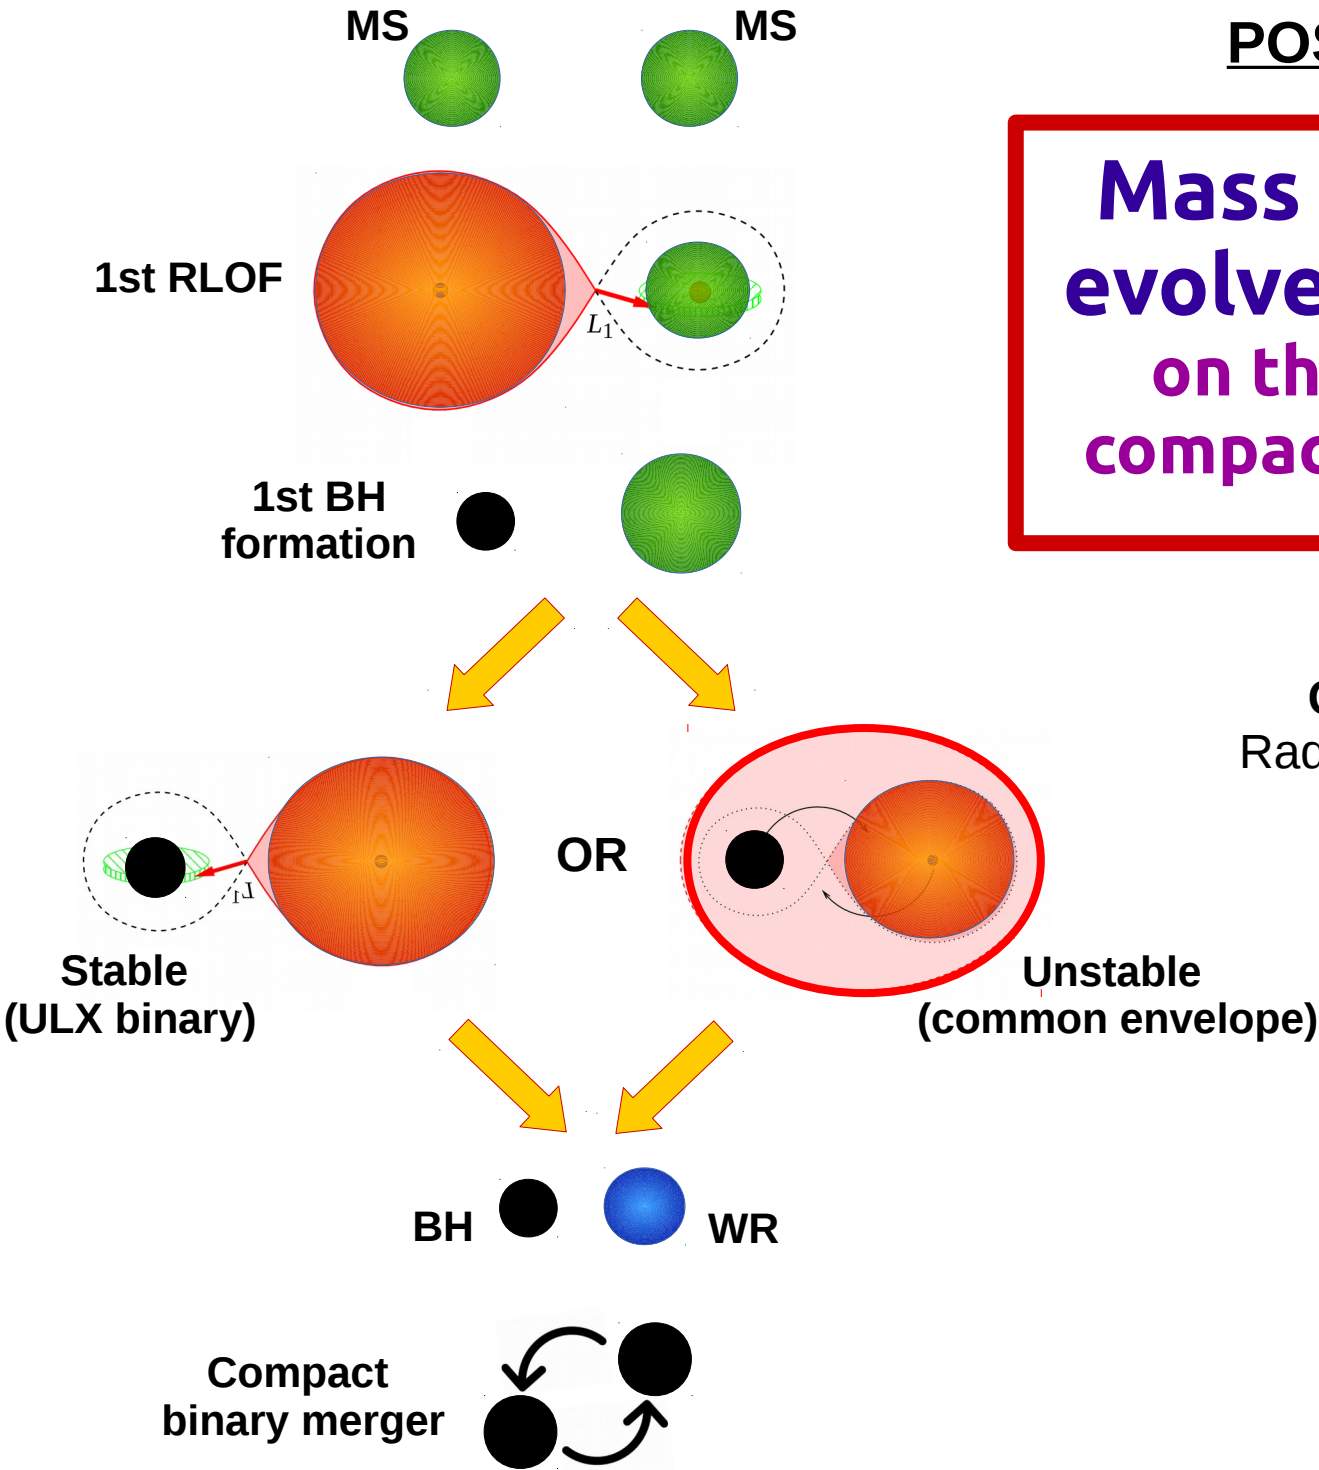 MS
MS
1st RLOF
L1
1st BH
formation
Mass
evolve
on th
compac
Rad
OR
L1
Stable
(ULX binary)
Unstable
(common envelope)
BH
WR
Compact
binary merger